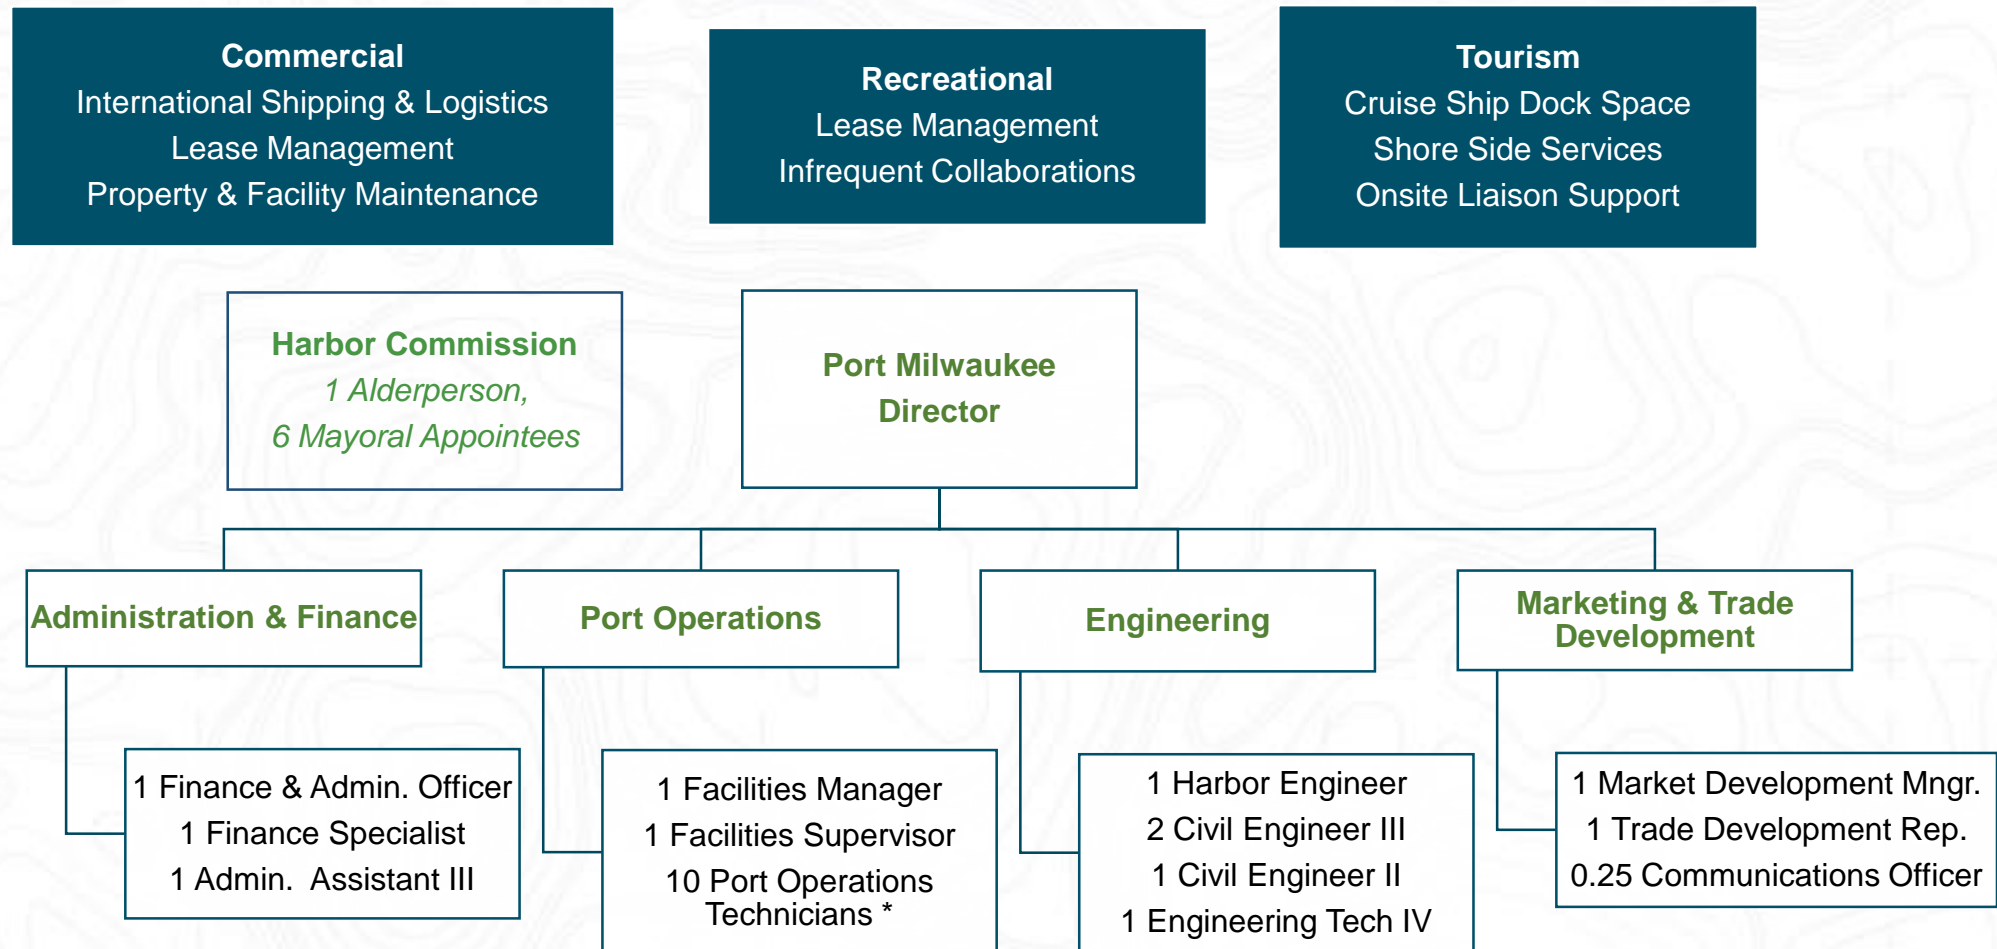 Commercial
International Shipping & Logistics
Lease Management
Property & Facility Maintenance
Recreational
Lease Management
Infrequent Collaborations
Tourism
Cruise Ship Dock Space
Shore Side Services
Onsite Liaison Support
Harbor Commission
1 Alderperson,
6 Mayoral Appointees
Port Milwaukee
Director
Administration & Finance
Port Operations
Engineering
Marketing & Trade
Development
1 Finance & Admin. Officer
1 Finance Specialist
1 Admin. Assistant III
1 Facilities Manager
1 Facilities Supervisor
10 Port Operations
Technicians *
1 Harbor Engineer
2 Civil Engineer III
1 Civil Engineer II
1 Engineering Tech IV
1 Market Development Mngr.
1 Trade Development Rep.
0.25 Communications Officer